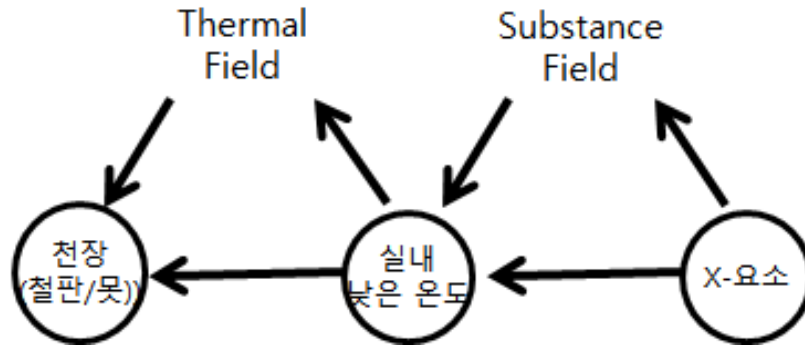 Thermal
Field
Substance
Field
천장
(철판/못))
실내
낮은 온도
X-요소